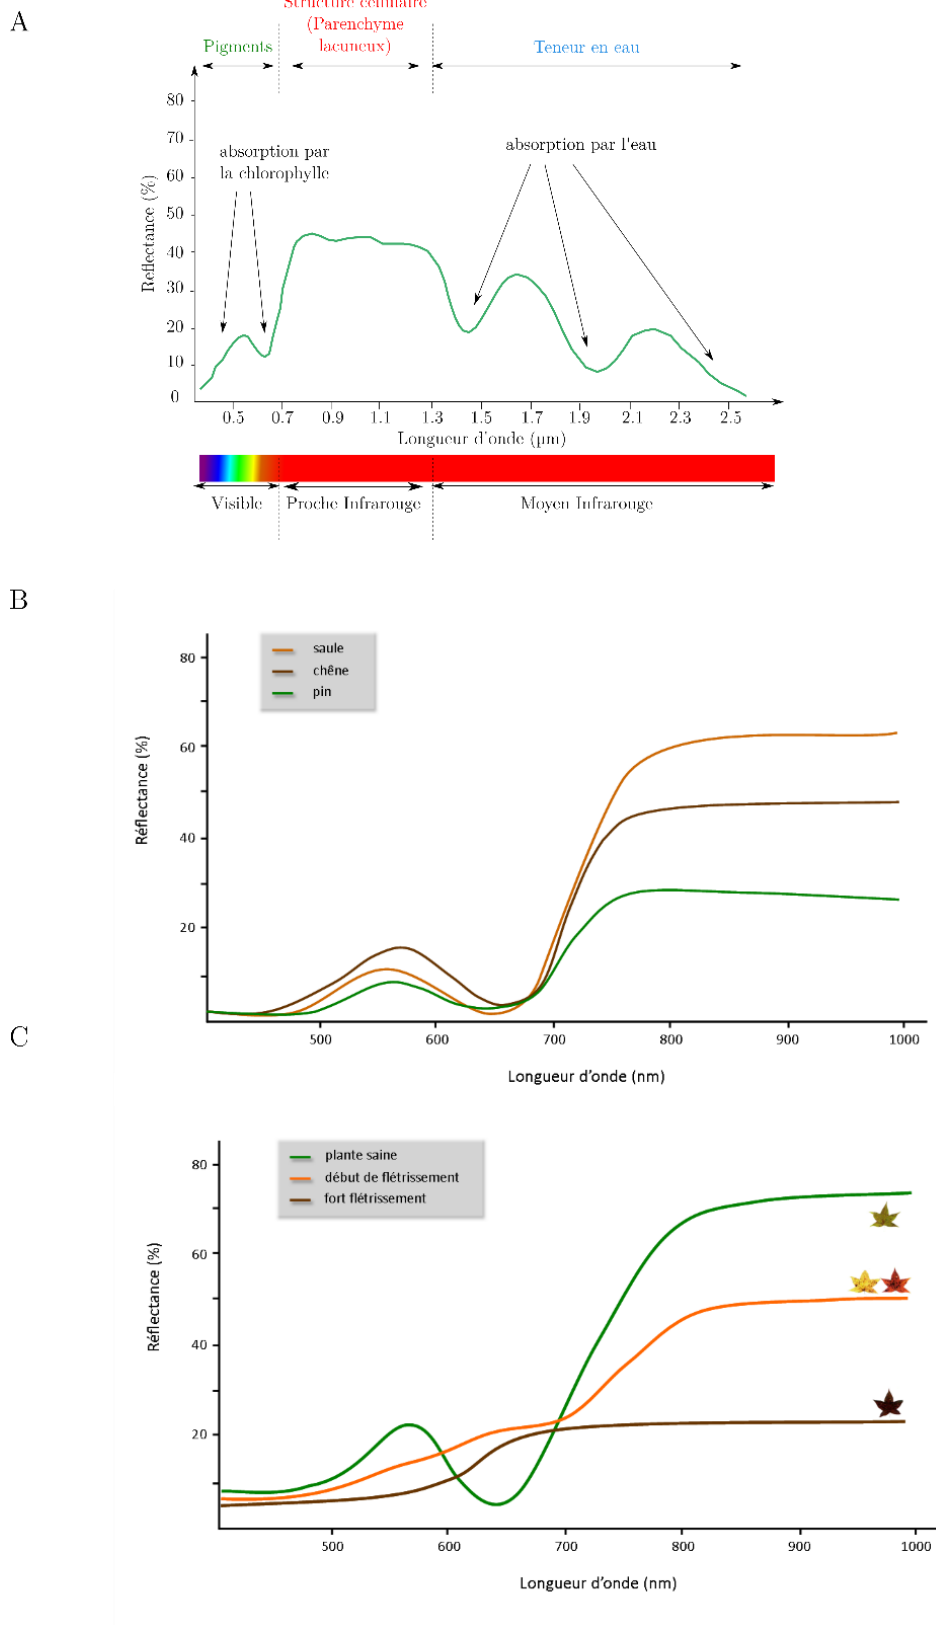 A
Structure cellulaire
(Parenchyme
lacuneux)
Pigments
Teneur en eau
80
70
60
50
40
30
20
10
0
Reflectance (%)
absorption par
la chlorophylle
absorption par l'eau
0.5 0.7 0.9 1.1 1.3 1.5 1.7 1.9 2.1 2.3 2.5
Longueur d'onde (µm)
Visible Proche Infrarouge Moyen Infrarouge
B
saule
chêne
pin
80
60
40
20
Réflectance (%)
500 600 700 800 900 1000
Longueur d'onde (nm)
C
plante saine
début de flétrissement
fort flétrissement
80
60
40
20
Réflectance (%)
500 600 700 800 900 1000
Longueur d'onde (nm)